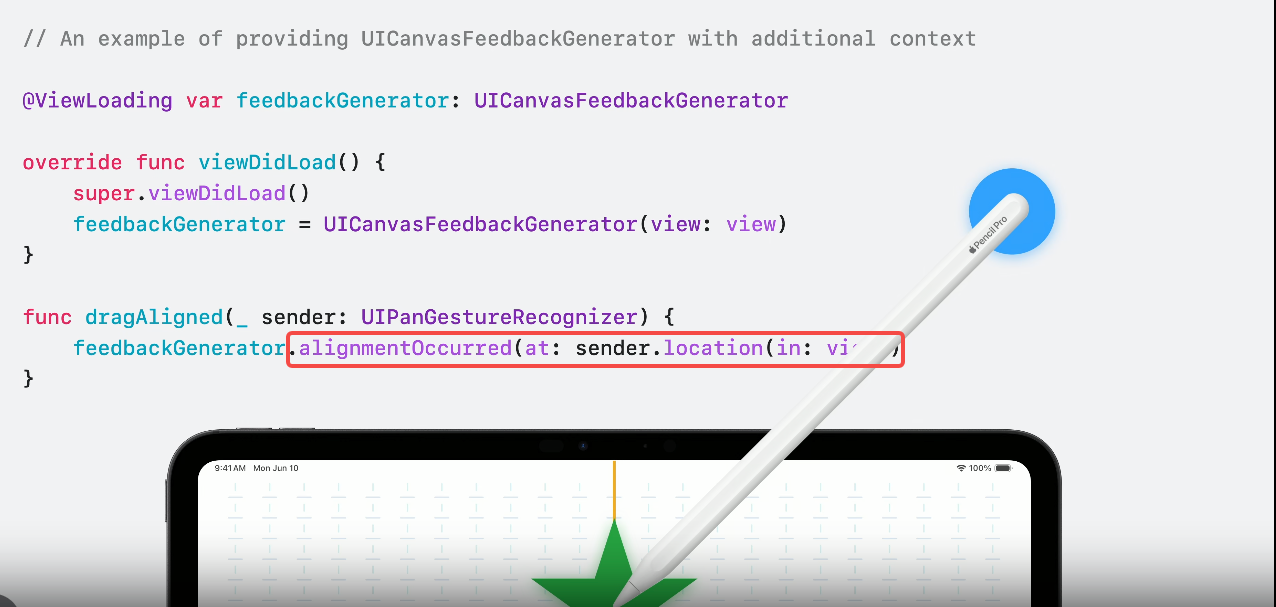 // An example of providing UICanvasFeedbackGenerator with additional context
@ViewLoading var feedbackGenerator: UICanvasFeedbackGenerator
override func viewDidLoad() {
super.viewDidLoad()
feedbackGenerator = UICanvasFeedbackGenerator(view: view)
}
func dragAligned(_ sender: UIPanGestureRecognizer) {
feedbackGenerator.alignmentOccurred(at: sender.location(in:
}
Pencil Pro
9:41 AM Mon Jun 10
100%